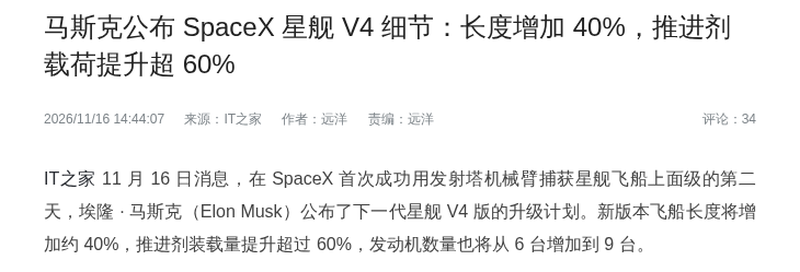 马斯克公布 SpaceX 星舰 V4 细节：长度增加 40%，推进剂
载荷提升超 60%
2026/11/16 14:44:07 来源：IT之家 作者：远洋 责编：远洋 评论：34
IT之家 11 月 16 日消息，在 SpaceX 首次成功用发射塔机械臂捕获星舰飞船上面级的第二
天，埃隆 · 马斯克（Elon Musk）公布了下一代星舰 V4 版的升级计划。新版本飞船长度将增
加约 40%，推进剂装载量提升超过 60%，发动机数量也将从 6 台增加到 9 台。